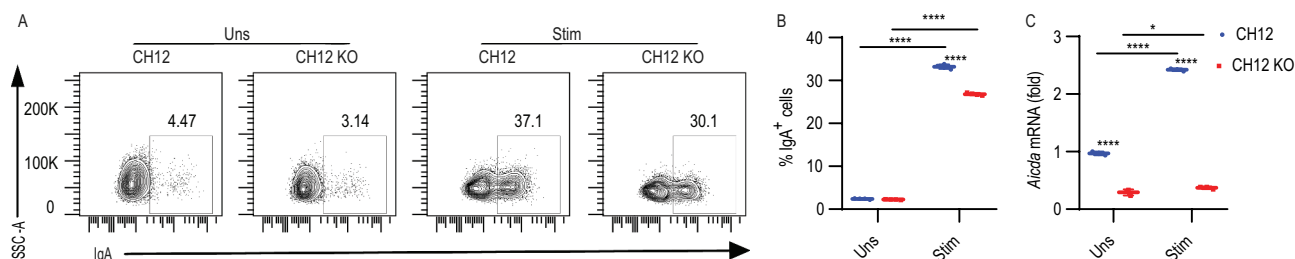 A
Uns
Stim
CH12
CH12 KO
CH12
CH12 KO
200K
100K
0
4.47
3.14
37.1
30.1
SSC-A
IgA
B
% IgA+ cells
40
30
20
10
0
****
****
****
Uns
Stim
C
Aicda mRNA (fold)
3
2
1
0
*
****
****
****
Uns
Stim
CH12
CH12 KO